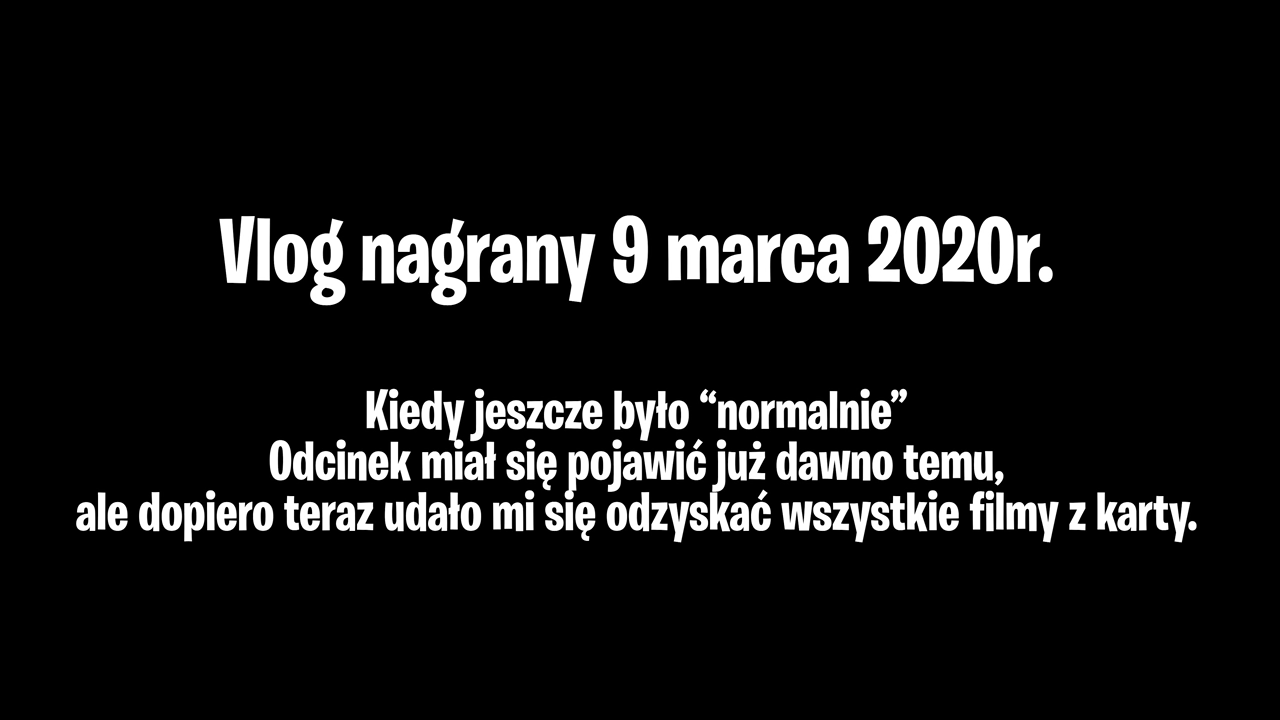 Vlog nagrany 9 marca 2020r.
Kiedy jeszcze było “normalnie”
Odcinek miał się pojawić już dawno temu,
ale dopiero teraz udało mi się odzyskać wszystkie filmy z karty.